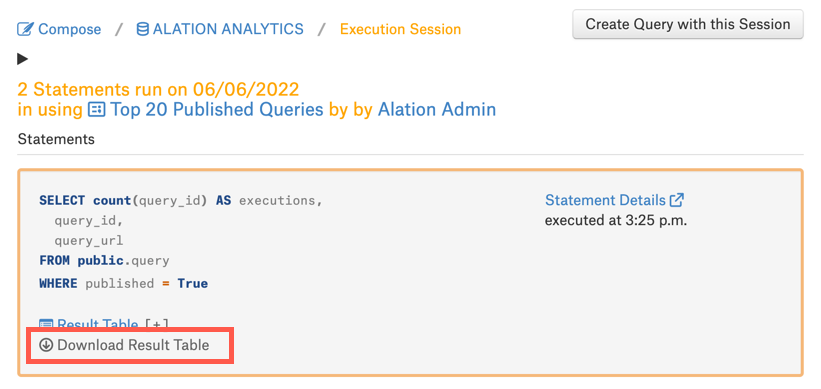 Compose / ALATION ANALYTICS / Execution Session
Create Query with this Session
2 Statements run on 06/06/2022
in using Top 20 Published Queries by by Alation Admin
Statements
SELECT count(query_id) AS executions,
query_id,
query_url
FROM public.query
WHERE published = True
Statement Details
executed at 3:25 p.m.
Result Table [+]
Download Result Table